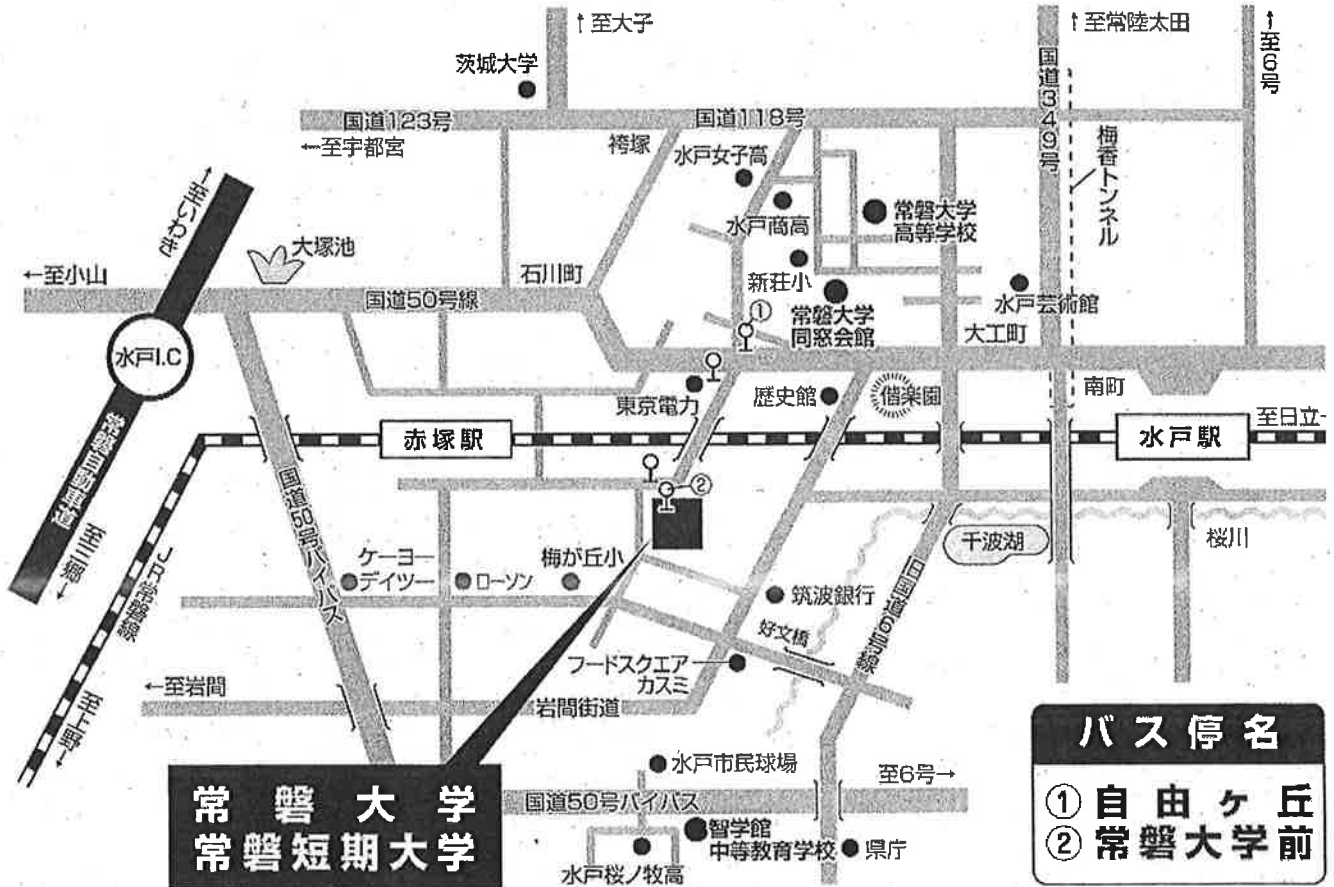 ↑至大子
↑至常陸太田
↑至6号
茨城大学
国道349号
国道123号
国道118号
←至宇都宮
袴塚
水戸女子高
梅香トンネル
↑至いわき
水戸商高
常磐大学
高等学校
大塚池
←至小山
石川町
新荘小
国道50号線
①
常磐大学
同窓会館
水戸芸術館
大工町
水戸I.C
東京電力
歴史館
偕楽園
南町
常磐自動車道
赤塚駅
水戸駅
至日立
国道50号バイパス
②
至三郷→
JR常磐線
千波湖
桜川
ケーヨー
デイツー
ローソン
梅が丘小
筑波銀行
旧国道6号線
好文橋
フードスクエア
カスミ
←至岩間
岩間街道
至上野→
水戸市民球場
至6号→
常磐大学
常磐短期大学
国道50号バイパス
智学館
中等教育学校
県庁
水戸桜ノ牧高
バス停名
①自由ヶ丘
②常磐大学前